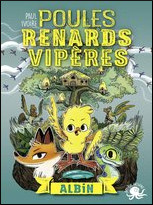 PAUL IVOIRE
POULES
RENARDS
VIPÈRES
ALBIN